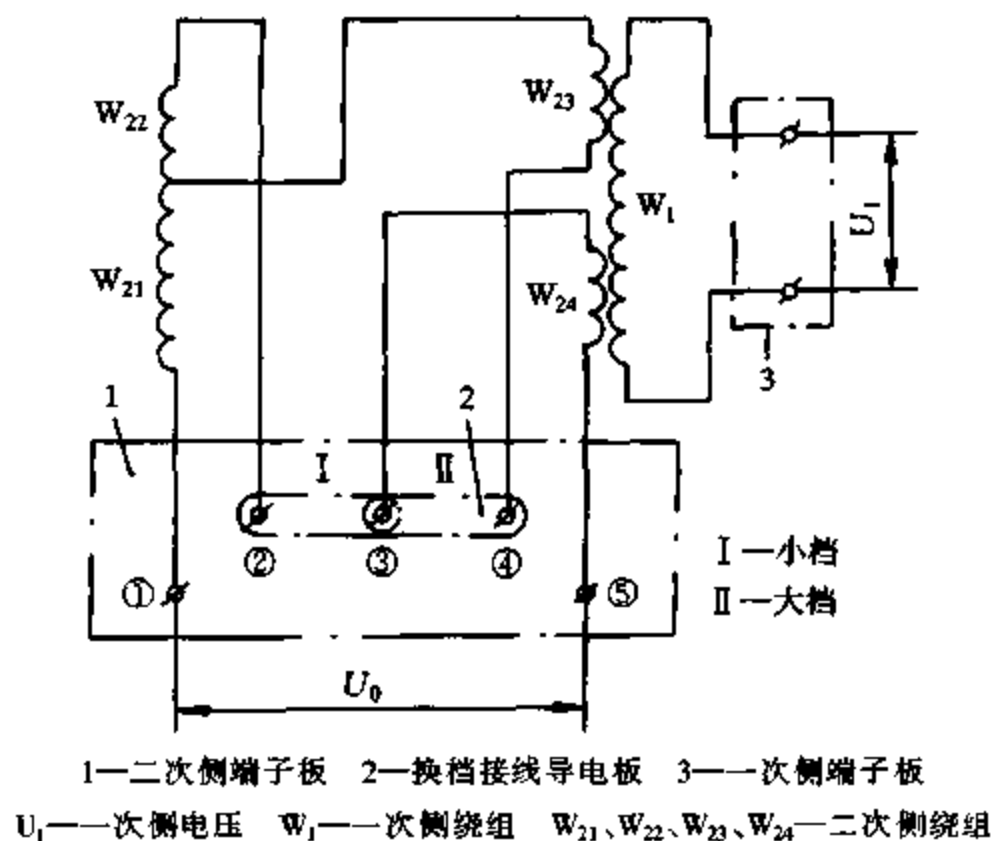 W₂₂
W₂₃
W₁
U₁
W₂₁
W₂₄
3
1
2
Ⅰ
Ⅱ
②
③
④
①
⑤
Ⅰ—小档
Ⅱ—大挡
U₀
1—二次侧端子板 2—换档接线导电板 3—一次侧端子板
U₁—一次侧电压 W₁—一次侧绕组 W₂₁、W₂₂、W₂₃、W₂₄—二次侧绕组